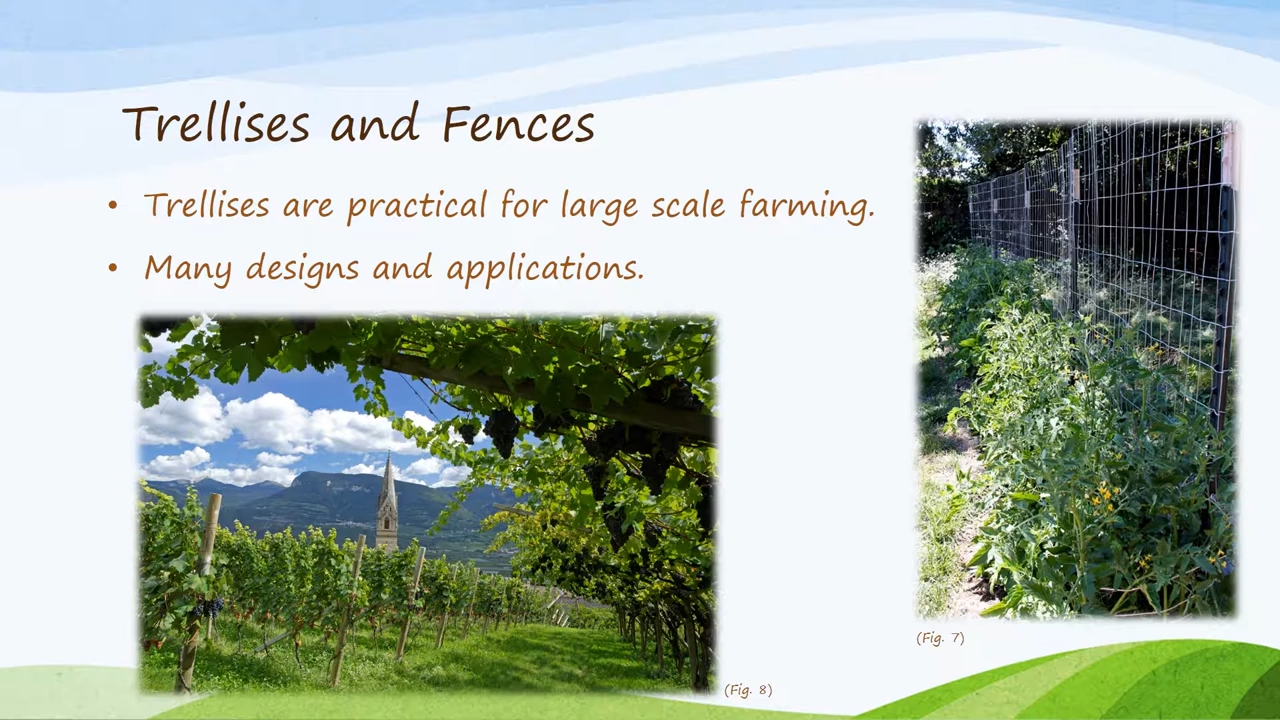 Trellises and Fences
• Trellises are practical for large scale farming.
• Many designs and applications.
(Fig. 7)
(Fig. 8)